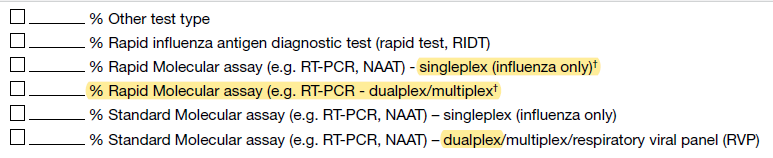 ☐ ______ % Other test type
☐ ______ % Rapid influenza antigen diagnostic test (rapid test, RIDT)
☐ ______ % Rapid Molecular assay (e.g. RT-PCR, NAAT) - singleplex (influenza only)†
☐ ______ % Rapid Molecular assay (e.g. RT-PCR - dualplex/multiplex†
☐ ______ % Standard Molecular assay (e.g. RT-PCR, NAAT) – singleplex (influenza only)
☐ ______ % Standard Molecular assay (e.g. RT-PCR, NAAT) – dualplex/multiplex/respiratory viral panel (RVP)